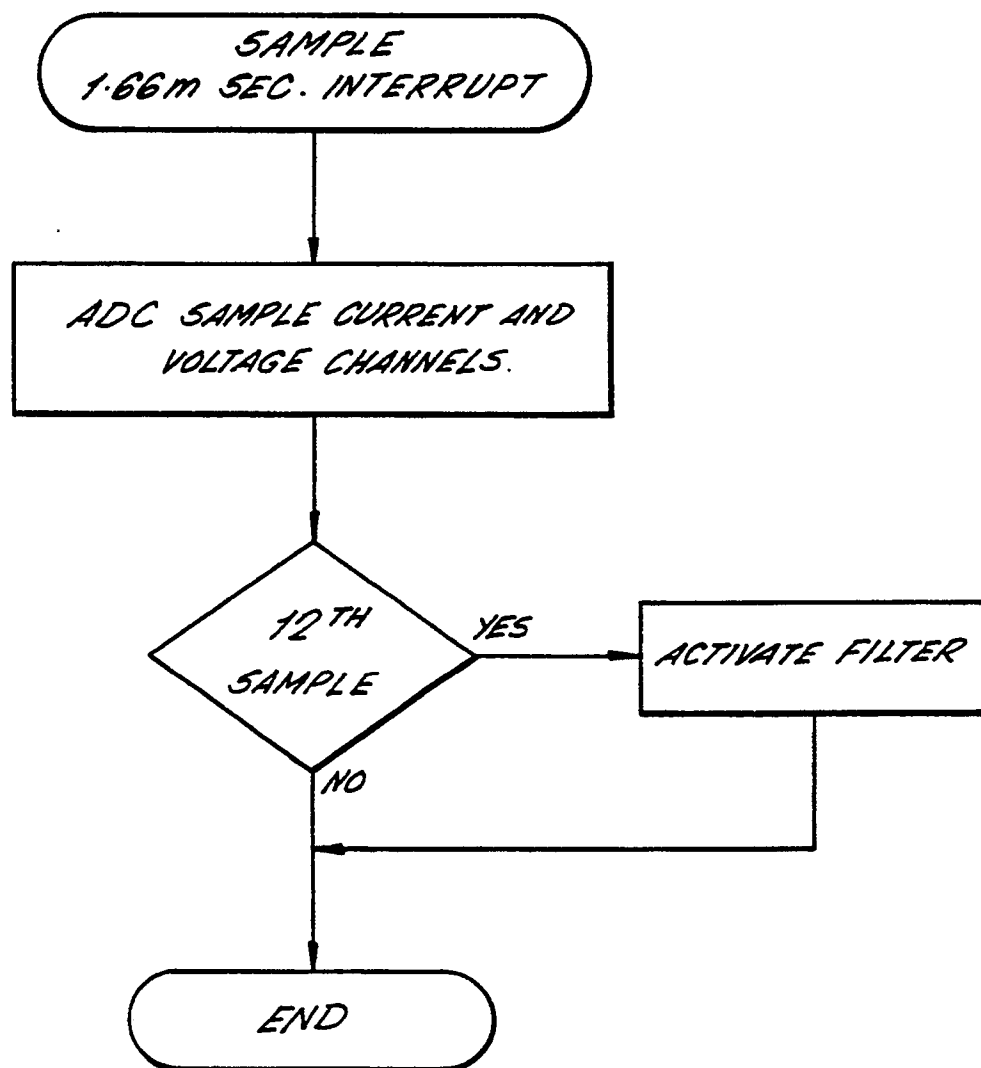 SAMPLE
1.66m SEC. INTERRUPT
ADC SAMPLE CURRENT AND
VOLTAGE CHANNELS.
12TH
SAMPLE
YES
ACTIVATE FILTER
NO
END